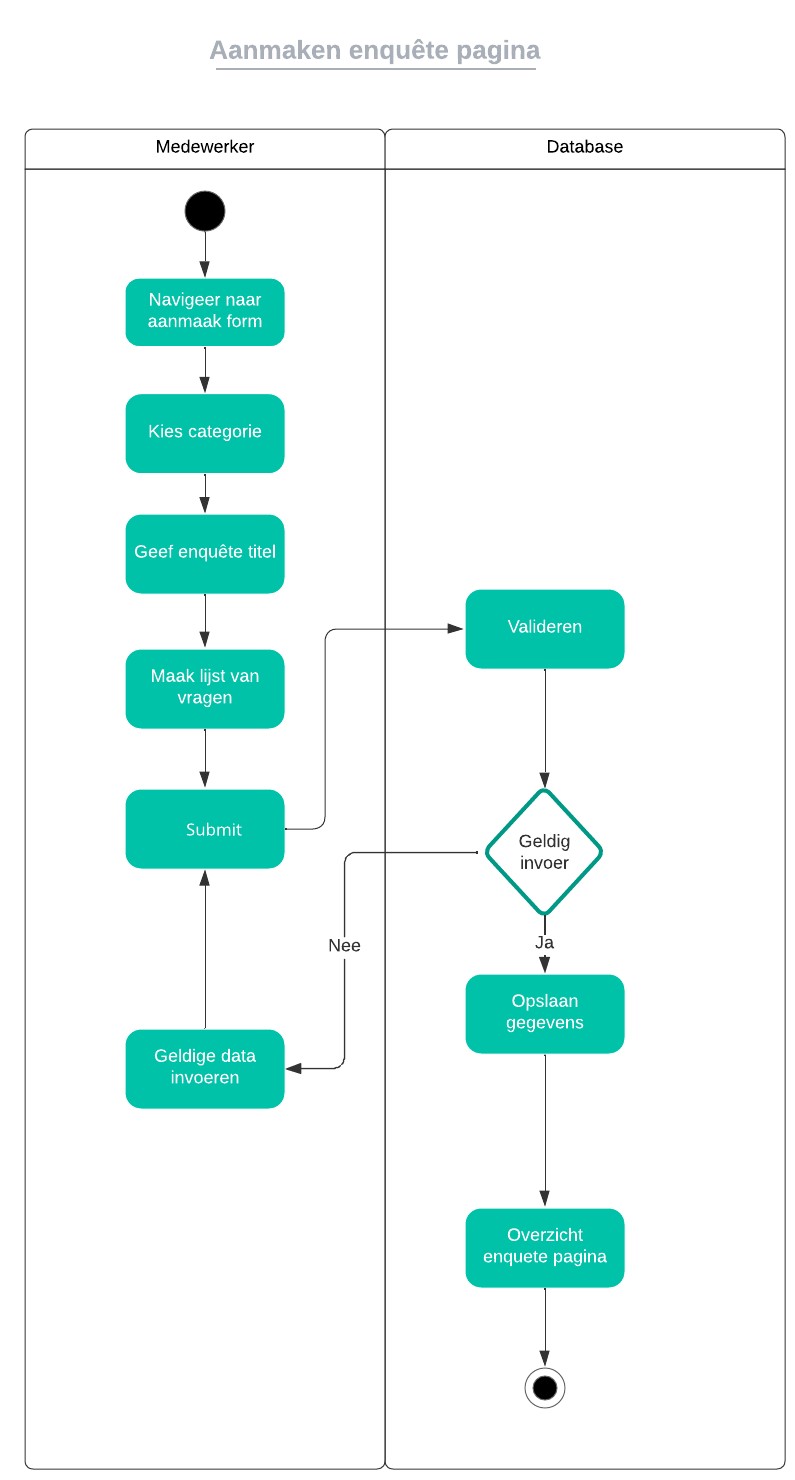 Aanmaken enquête pagina
Medewerker
Database
Navigeer naar
aanmaak form
Kies categorie
Geef enquête titel
Maak lijst van
vragen
Submit
Valideren
Geldig
invoer
Nee
Ja
Geldige data
invoeren
Opslaan
gegevens
Overzicht
enquete pagina